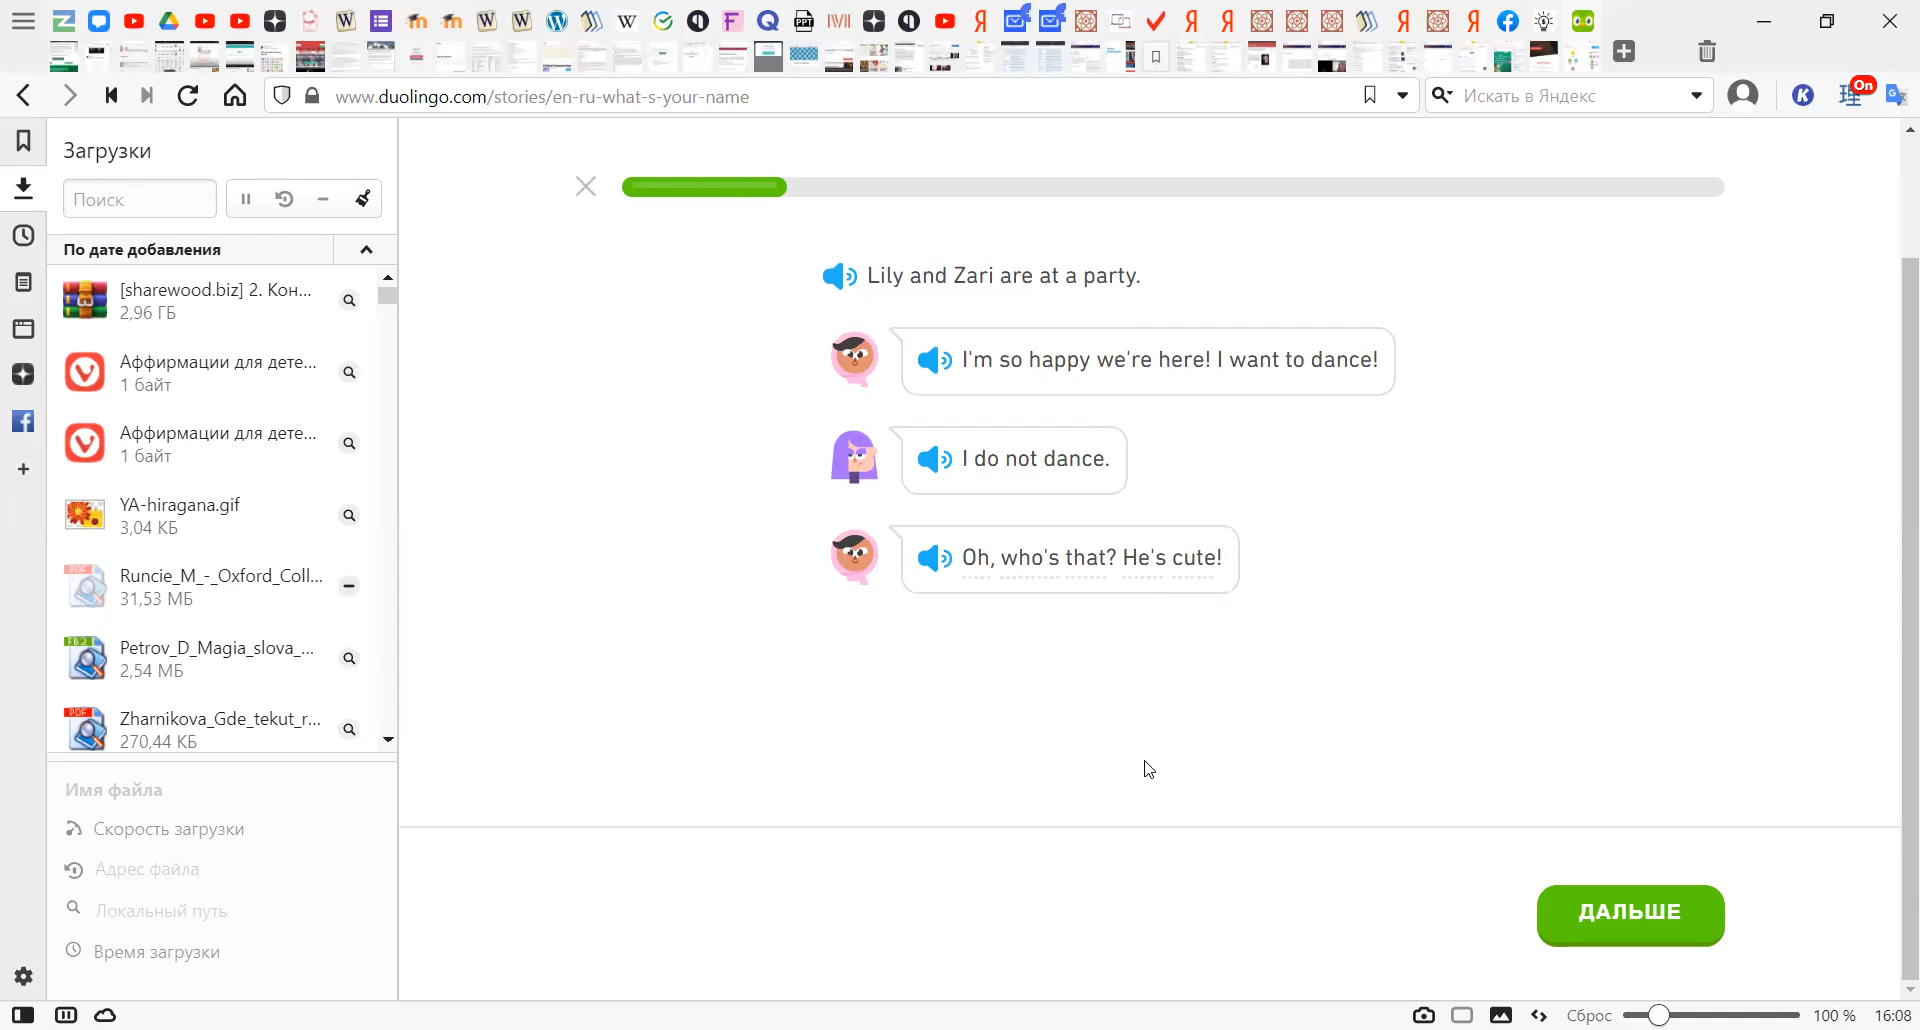 www.duolingo.com/stories/en-ru-what-s-your-name
Искать в Яндекс
On
Загрузки
Поиск
По дате добавления
[sharewood.biz] 2. Кон...
2,96 ГБ
Аффирмации для дете...
1 байт
Аффирмации для дете...
1 байт
YA-hiragana.gif
3,04 КБ
Runcie_M_-_Oxford_Coll...
31,53 МБ
Petrov_D_Magia_slova_...
2,54 МБ
Zharnikova_Gde_tekut_r...
270,44 КБ
Имя файла
Скорость загрузки
Адрес файла
Локальный путь
Время загрузки
Lily and Zari are at a party.
I'm so happy we're here! I want to dance!
I do not dance.
Oh, who's that? He's cute!
ДАЛЬШЕ
Сброс
100 %
16:08